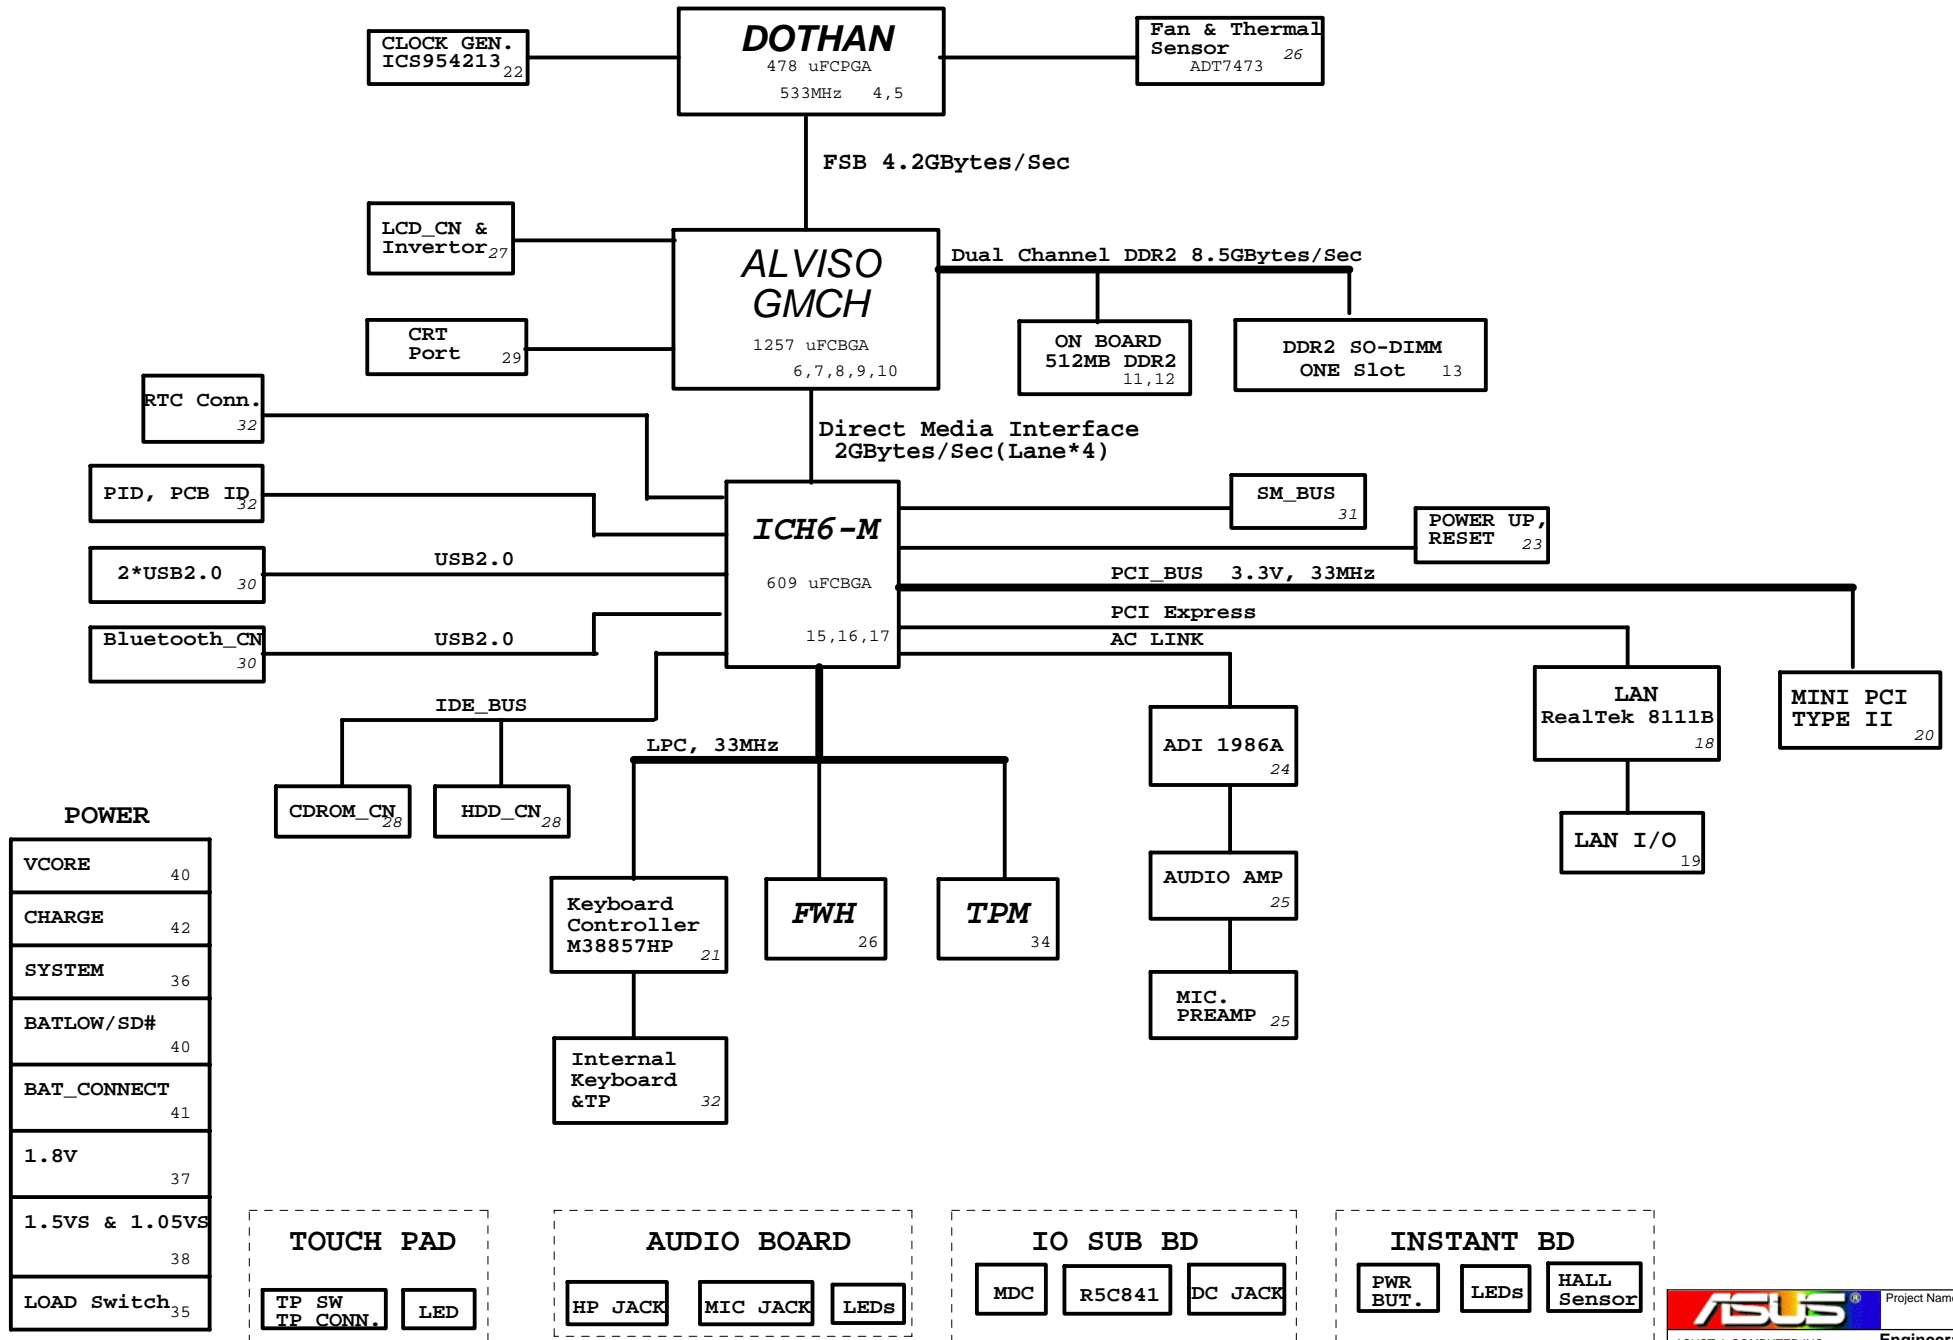 CLOCK GEN.
ICS954213 22
DOTHAN
478 uFCPGA
533MHz 4,5
Fan & Thermal
Sensor 26
ADT7473
FSB 4.2GBytes/Sec
LCD_CN &
Invertor 27
ALVISO
GMCH
1257 uFCBGA
6,7,8,9,10
Dual Channel DDR2 8.5GBytes/Sec
CRT
Port 29
ON BOARD
512MB DDR2
11,12
DDR2 SO-DIMM
ONE Slot 13
RTC Conn.
32
Direct Media Interface
2GBytes/Sec(Lane*4)
PID, PCB ID
32
ICH6-M
609 uFCBGA
15,16,17
SM_BUS
31
POWER UP,
RESET 23
2*USB2.0 30
USB2.0
PCI_BUS 3.3V, 33MHz
PCI Express
AC LINK
Bluetooth_CN
30
USB2.0
IDE_BUS
LPC, 33MHz
ADI 1986A
24
LAN
RealTek 8111B
18
MINI PCI
TYPE II
20
CDROM_CN 28
HDD_CN 28
LAN I/O
19
Keyboard
Controller
M38857HP
21
FWH
26
TPM
34
AUDIO AMP
25
MIC.
PREAMP 25
Internal
Keyboard
&TP 32
POWER
VCORE
40
CHARGE
42
SYSTEM
36
BATLOW/SD#
40
BAT_CONNECT
41
1.8V
37
1.5VS & 1.05VS
38
LOAD Switch 35
TOUCH PAD
TP SW
TP CONN.
LED
AUDIO BOARD
HP JACK
MIC JACK
LEDs
IO SUB BD
MDC
R5C841
DC JACK
INSTANT BD
PWR
BUT.
LEDs
HALL
Sensor
ASUS®
Project Name